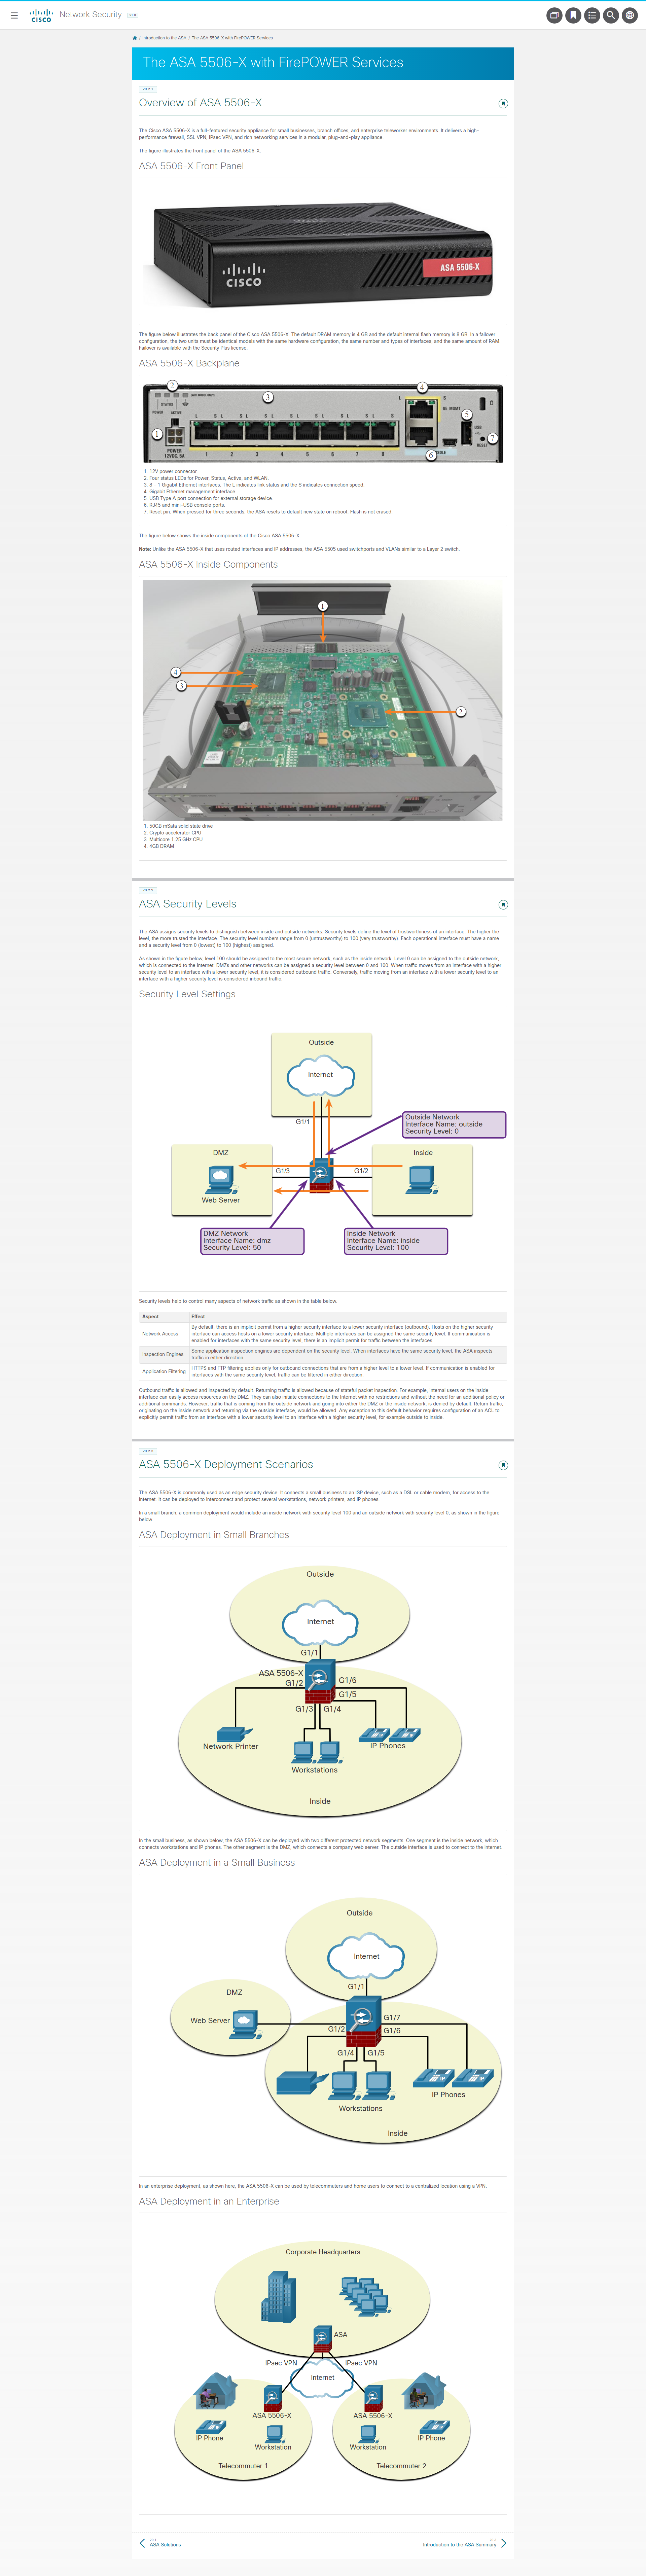 CISCO
Network Security
v1.0
/ Introduction to the ASA / The ASA 5506-X with FirePOWER Services
The ASA 5506-X with FirePOWER Services
20.2.1
Overview of ASA 5506-X
The Cisco ASA 5506-X is a full-featured security appliance for small businesses, branch offices, and enterprise teleworker environments. It delivers a high-
performance firewall, SSL VPN, IPsec VPN, and rich networking services in a modular, plug-and-play appliance.
The figure illustrates the front panel of the ASA 5506-X.
ASA 5506-X Front Panel
CISCO
ASA 5506-X
The figure below illustrates the back panel of the Cisco ASA 5506-X. The default DRAM memory is 4 GB and the default internal flash memory is 8 GB. In a failover
configuration, the two units must be identical models with the same hardware configuration, the same number and types of interfaces, and the same amount of RAM.
Failover is available with the Security Plus license.
ASA 5506-X Backplane
2
3
4
STATUS
POWER
ACTIVE
L S L S L S L S L S L S L S L S
L
GE MGMT
5
USB
1
7
RESET
POWER
12VDC, 5A
1 2 3 4 5 6 7 8
6
CONSOLE
1. 12V power connector
2. Four status LEDs for Power, Status, Active, and WLAN.
3. 8 - 1 Gigabit Ethernet interfaces. The L indicates link status and the S indicates connection speed.
4. Gigabit Ethernet management interface
5. USB Type A port connection for external storage device.
6. RJ45 and mini-USB console ports.
7. Reset pin. When pressed for three seconds, the ASA resets to default new state on reboot. Flash is not erased.
The figure below shows the inside components of the Cisco ASA 5506-X.
Note: Unlike the ASA 5506-X that uses routed interfaces and IP addresses, the ASA 5505 used switchports and VLANs similar to a Layer 2 switch.
ASA 5506-X Inside Components
1
4
3
2
1. 50GB mSata solid state drive
2. Crypto accelerator CPU
3. Multicore 1.25 GHz CPU
4. 4GB DRAM
20.2.2
ASA Security Levels
The ASA assigns security levels to distinguish between inside and outside networks. Security levels define the level of trustworthiness of an interface. The higher the
level, the more trusted the interface. The security level numbers range from 0 (untrustworthy) to 100 (very trustworthy). Each operational interface must have a name
and a security level from 0 (lowest) to 100 (highest) assigned.
As shown in the figure below, level 100 should be assigned to the most secure network, such as the inside network. Level 0 can be assigned to the outside network,
which is connected to the Internet. DMZs and other networks can be assigned a security level between 0 and 100. When traffic moves from an interface with a higher
security level to an interface with a lower security level, it is considered outbound traffic. Conversely, traffic moving from an interface with a lower security level to an
interface with a higher security level is considered inbound traffic.
Security Level Settings
Outside
Internet
G1/1
Outside Network
Interface Name: outside
Security Level: 0
DMZ
Inside
G1/3
G1/2
Web Server
DMZ Network
Interface Name: dmz
Security Level: 50
Inside Network
Interface Name: inside
Security Level: 100
Security levels help to control many aspects of network traffic as shown in the table below.
Aspect
Effect
Network Access
By default, there is an implicit permit from a higher security interface to a lower security interface (outbound). Hosts on the higher security
interface can access hosts on a lower security interface. Multiple interfaces can be assigned the same security level. If communication is
enabled for interfaces with the same security level, there is an implicit permit for traffic between the interfaces.
Inspection Engines
Some application inspection engines are dependent on the security level. When interfaces have the same security level, the ASA inspects
traffic in either direction.
Application Filtering
HTTPS and FTP filtering applies only for outbound connections that are from a higher level to a lower level. If communication is enabled for
interfaces with the same security level, traffic can be filtered in either direction.
Outbound traffic is allowed and inspected by default. Returning traffic is allowed because of stateful packet inspection. For example, internal users on the inside
interface can easily access resources on the DMZ. They can also initiate connections to the Internet with no restrictions and without the need for an additional policy or
additional commands. However, traffic that is coming from the outside network and going into either the DMZ or the inside network, is denied by default. Return traffic,
originating on the inside network and returning via the outside interface, would be allowed. Any exception to this default behavior requires configuration of an ACL to
explicitly permit traffic from an interface with a lower security level to an interface with a higher security level, for example outside to inside.
20.2.3
ASA 5506-X Deployment Scenarios
The ASA 5506-X is commonly used as an edge security device. It connects a small business to an ISP device, such as a DSL or cable modem, for access to the
internet. It can be deployed to interconnect and protect several workstations, network printers, and IP phones.
In a small branch, a common deployment would include an inside network with security level 100 and an outside network with security level 0, as shown in the figure
below.
ASA Deployment in Small Branches
Outside
Internet
G1/1
ASA 5506-X
G1/2
G1/6
G1/5
G1/3
G1/4
Network Printer
IP Phones
Workstations
Inside
In the small business, as shown below, the ASA 5506-X can be deployed with two different protected network segments. One segment is the inside network, which
connects workstations and IP phones. The other segment is the DMZ, which connects a company web server. The outside interface is used to connect to the internet.
ASA Deployment in a Small Business
Outside
Internet
G1/1
DMZ
Web Server
G1/7
G1/2
G1/6
G1/4
G1/5
IP Phones
Workstations
Inside
In an enterprise deployment, as shown here, the ASA 5506-X can be used by telecommuters and home users to connect to a centralized location using a VPN.
ASA Deployment in an Enterprise
Corporate Headquarters
ASA
IPsec VPN
IPsec VPN
Internet
ASA 5506-X
ASA 5506-X
IP Phone
IP Phone
Workstation
Workstation
Telecommuter 1
Telecommuter 2
20.1
ASA Solutions
20.3
Introduction to the ASA Summary